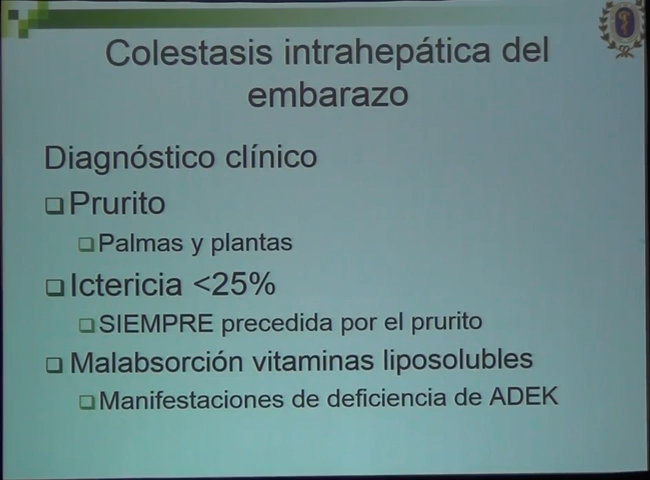 Colestasis intrahepática del
embarazo
Diagnóstico clínico
Prurito
Palmas y plantas
Ictericia <25%
SIEMPRE precedida por el prurito
Malabsorción vitaminas liposolubles
Manifestaciones de deficiencia de ADEK